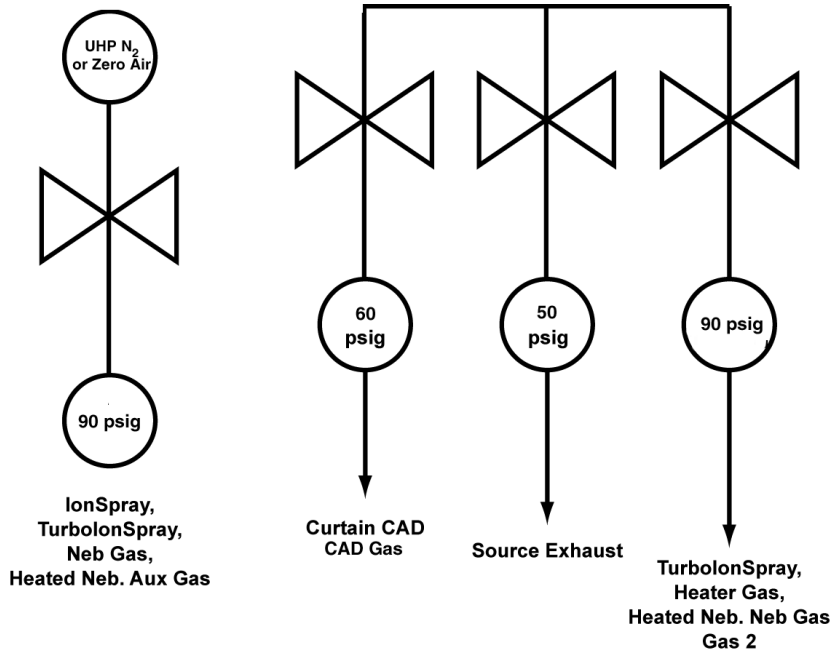 UHP N2
or Zero Air
90 psig
IonSpray,
TurboIonSpray,
Neb Gas,
Heated Neb. Aux Gas
60
psig
Curtain CAD
CAD Gas
50
psig
Source Exhaust
90 psig
TurboIonSpray,
Heater Gas,
Heated Neb. Neb Gas
Gas 2